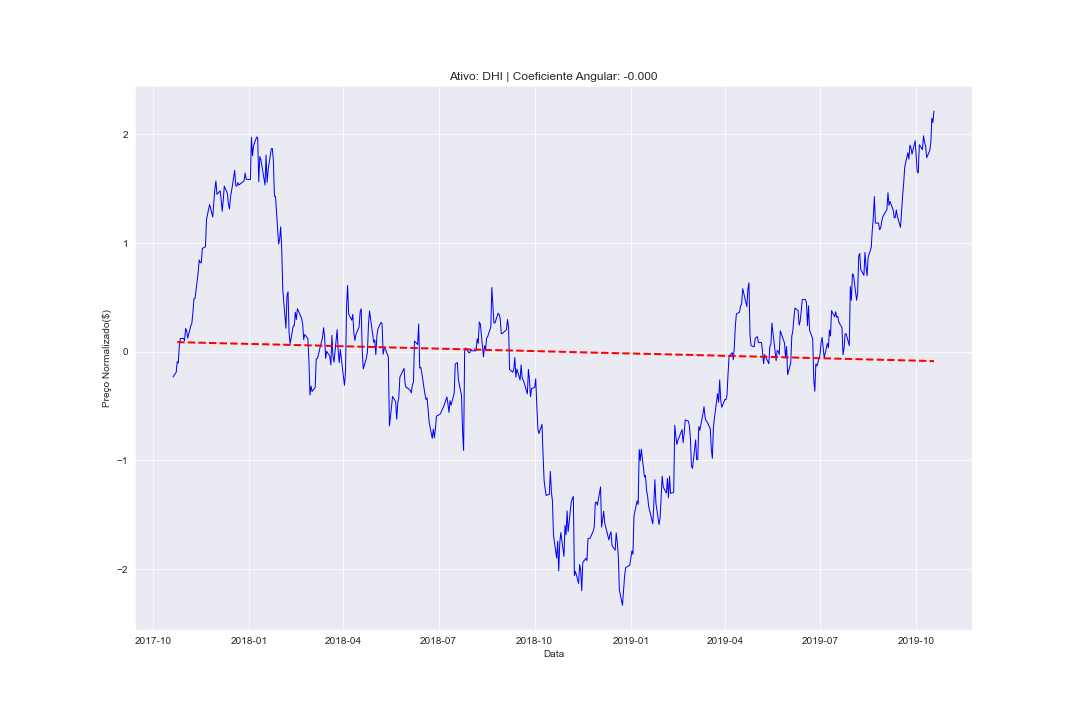 Ativo: DHI | Coeficiente Angular: -0.000
Preço Normalizado($)
2
1
0
−1
−2
2017-10 2018-01 2018-04 2018-07 2018-10 2019-01 2019-04 2019-07 2019-10
Data